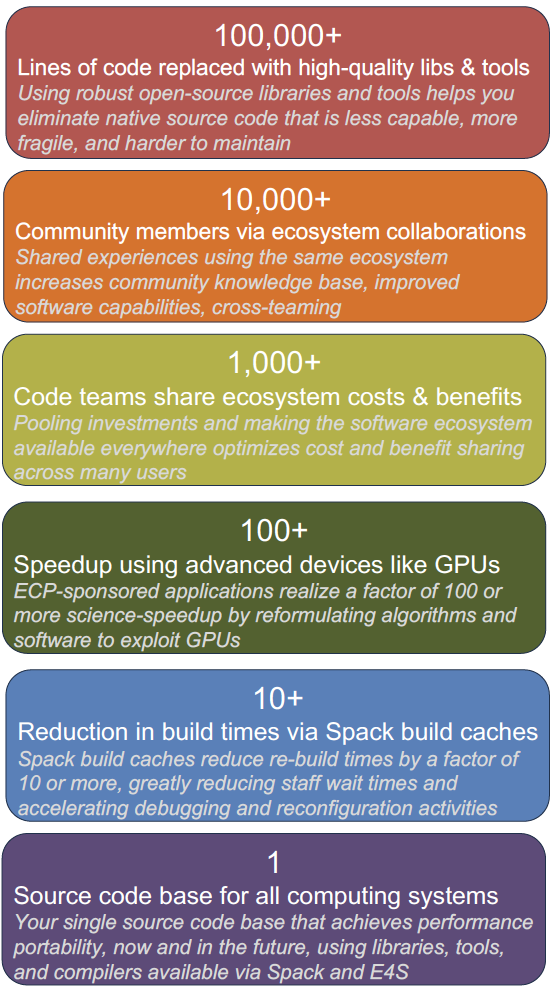 100,000+
Lines of code replaced with high-quality libs & tools
Using robust open-source libraries and tools helps you
eliminate native source code that is less capable, more
fragile, and harder to maintain
10,000+
Community members via ecosystem collaborations
Shared experiences using the same ecosystem
increases community knowledge base, improved
software capabilities, cross-teaming
1,000+
Code teams share ecosystem costs & benefits
Pooling investments and making the software ecosystem
available everywhere optimizes cost and benefit sharing
across many users
100+
Speedup using advanced devices like GPUs
ECP-sponsored applications realize a factor of 100 or
more science-speedup by reformulating algorithms and
software to exploit GPUs
10+
Reduction in build times via Spack build caches
Spack build caches reduce re-build times by a factor of
10 or more, greatly reducing staff wait times and
accelerating debugging and reconfiguration activities
1
Source code base for all computing systems
Your single source code base that achieves performance
portability, now and in the future, using libraries, tools,
and compilers available via Spack and E4S